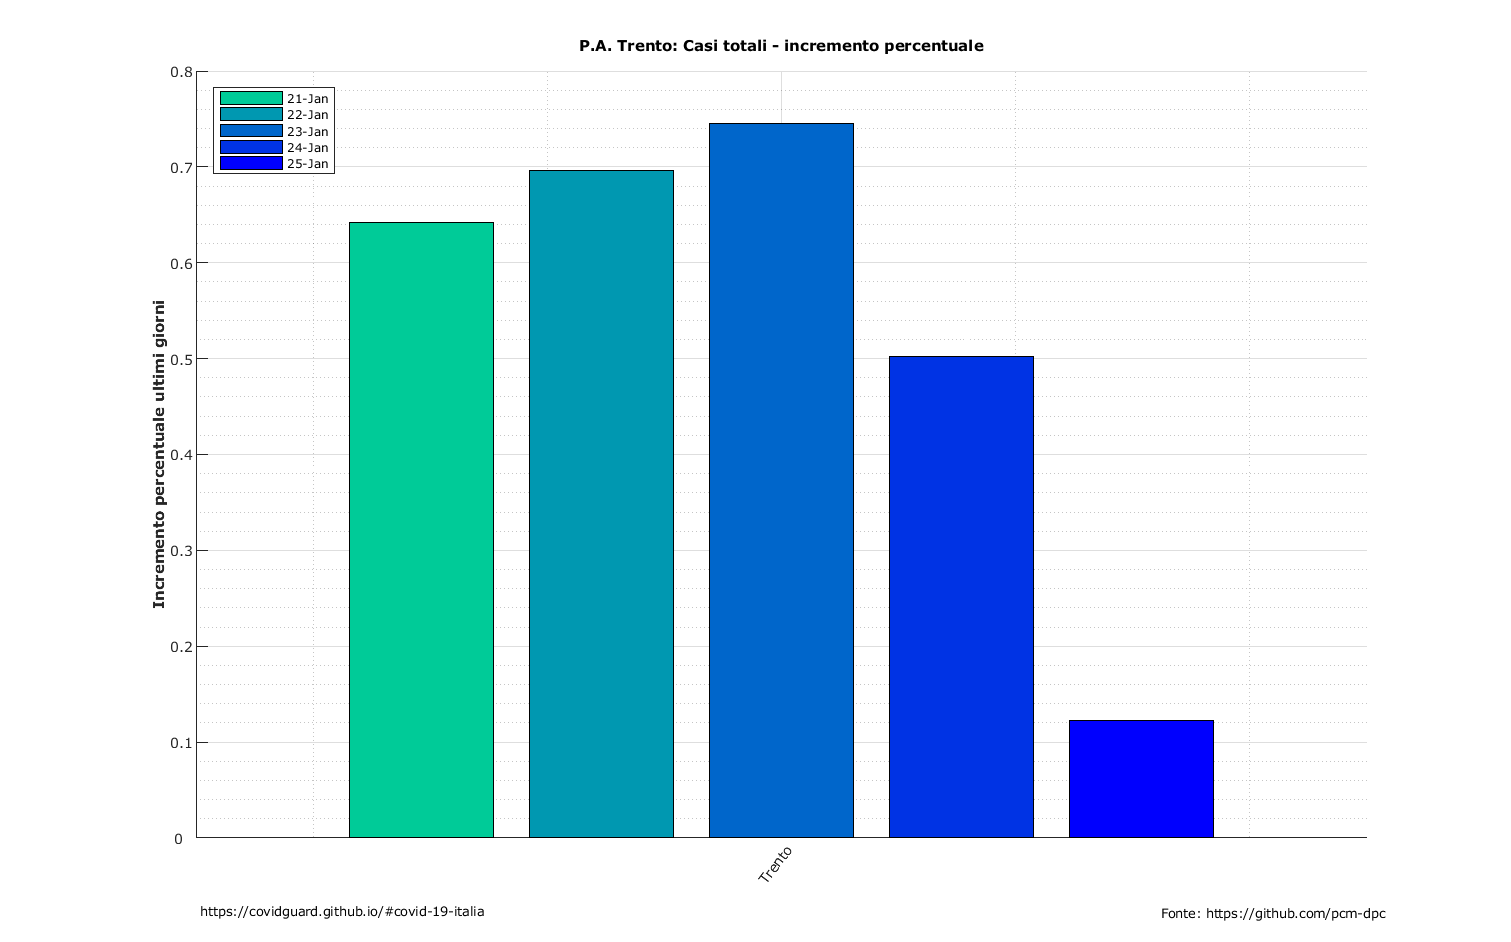 P.A. Trento: Casi totali - incremento percentuale
21-Jan
22-Jan
23-Jan
24-Jan
25-Jan
Incremento percentuale ultimi giorni
0.8
0.7
0.6
0.5
0.4
0.3
0.2
0.1
0
Trento
https://covidguard.github.io/#covid-19-italia
Fonte: https://github.com/pcm-dpc